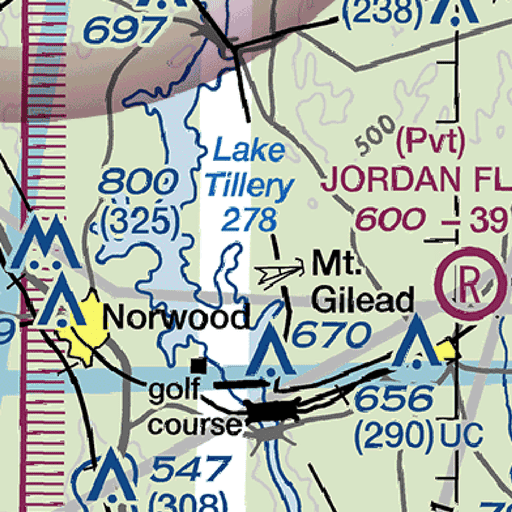 (238)
697
500
(Pvt)
JORDAN FL
600 - 39
Lake
Tillery
278
800
(325)
R
Mt.
Gilead
Norwood
670
9
golf
course
656
(290) UC
547
(308)